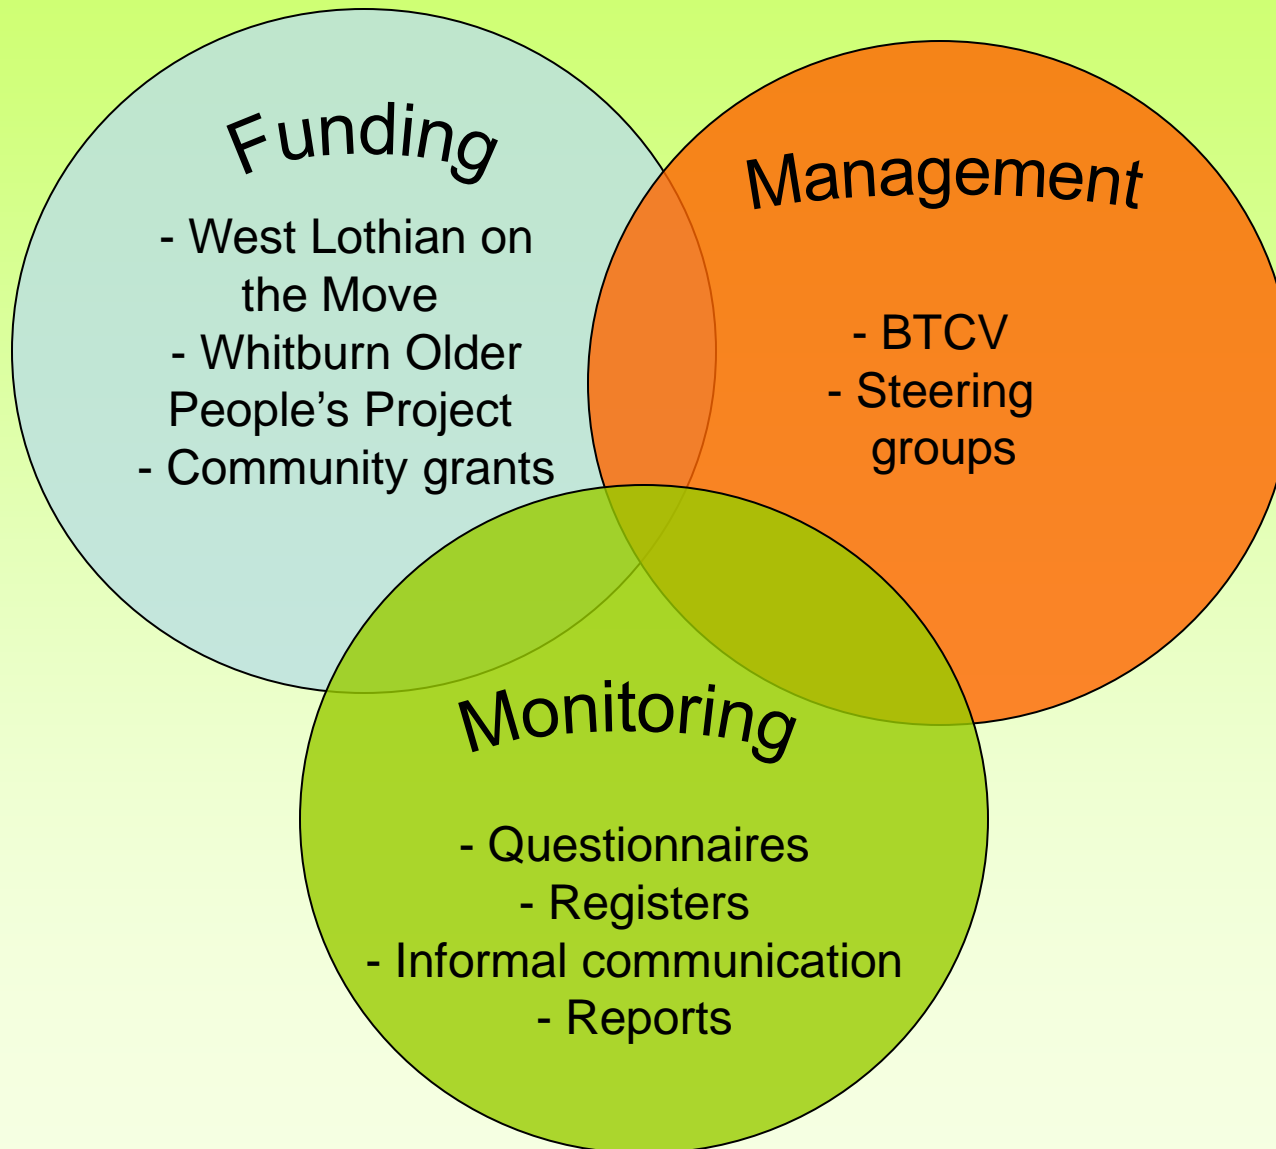 Funding
- West Lothian on
the Move
- Whitburn Older
People’s Project
- Community grants
Management
- BTCV
- Steering
groups
Monitoring
- Questionnaires
- Registers
- Informal communication
- Reports